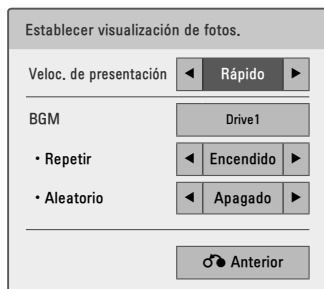 Establecer visualización de fotos.
Veloc. de presentación ◄ Rápido ►
BGM Drive1
• Repetir ◄ Encendido ►
• Aleatorio ◄ Apagado ►
Anterior